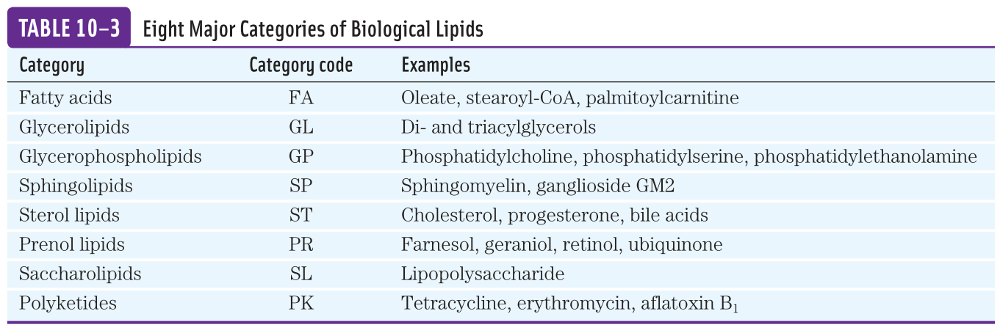 TABLE 10–3 Eight Major Categories of Biological Lipids
Category Category code Examples
Fatty acids FA Oleate, stearoyl-CoA, palmitoylcarnitine
Glycerolipids GL Di- and triacylglycerols
Glycerophospholipids GP Phosphatidylcholine, phosphatidylserine, phosphatidylethanolamine
Sphingolipids SP Sphingomyelin, ganglioside GM2
Sterol lipids ST Cholesterol, progesterone, bile acids
Prenol lipids PR Farnesol, geraniol, retinol, ubiquinone
Saccharolipids SL Lipopolysaccharide
Polyketides PK Tetracycline, erythromycin, aflatoxin B₁